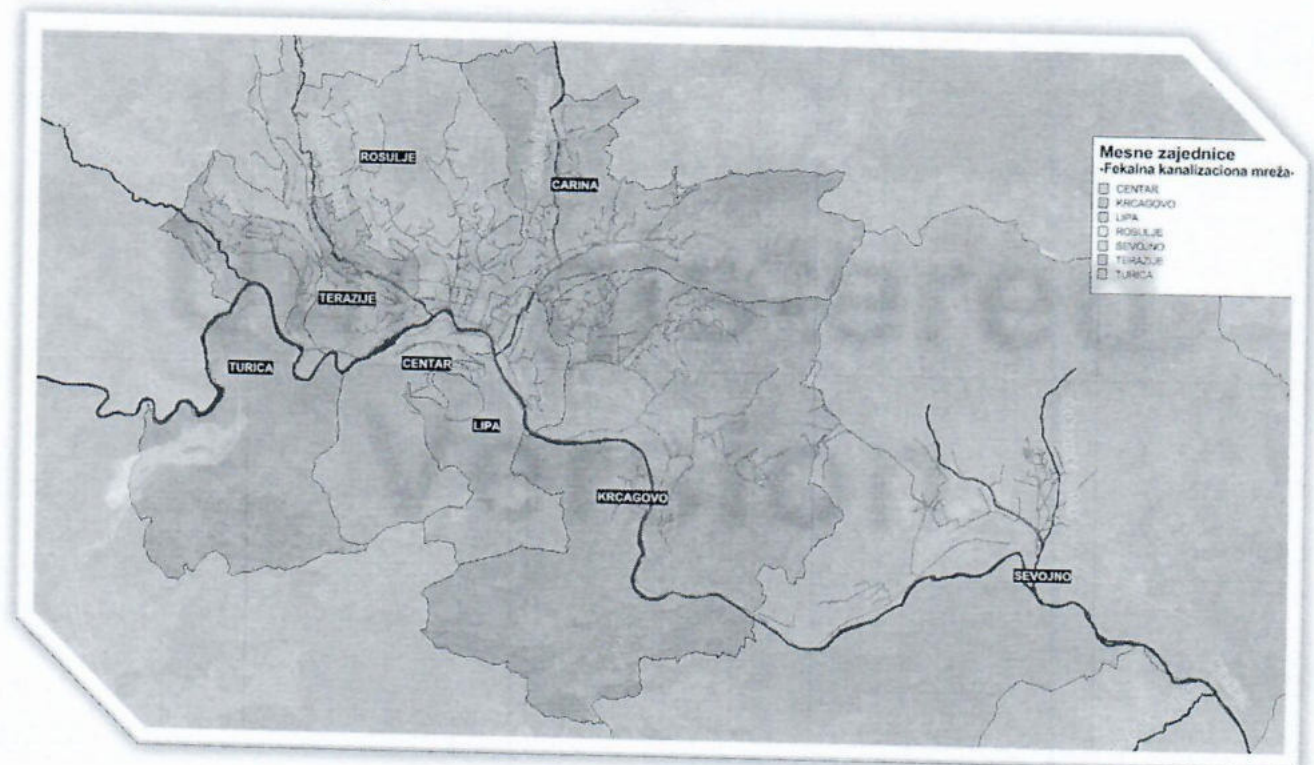 ROSULJE
CARINA
TERAZIJE
TURICA
CENTAR
LIPA
KRCAGOVO
SEVOJNO
Mesne zajednice
-Fekalna kanalizaciona mreža-
CENTAR
KRCAGOVO
LIPA
ROSULJE
SEVOJNO
TERAZIJE
TURICA